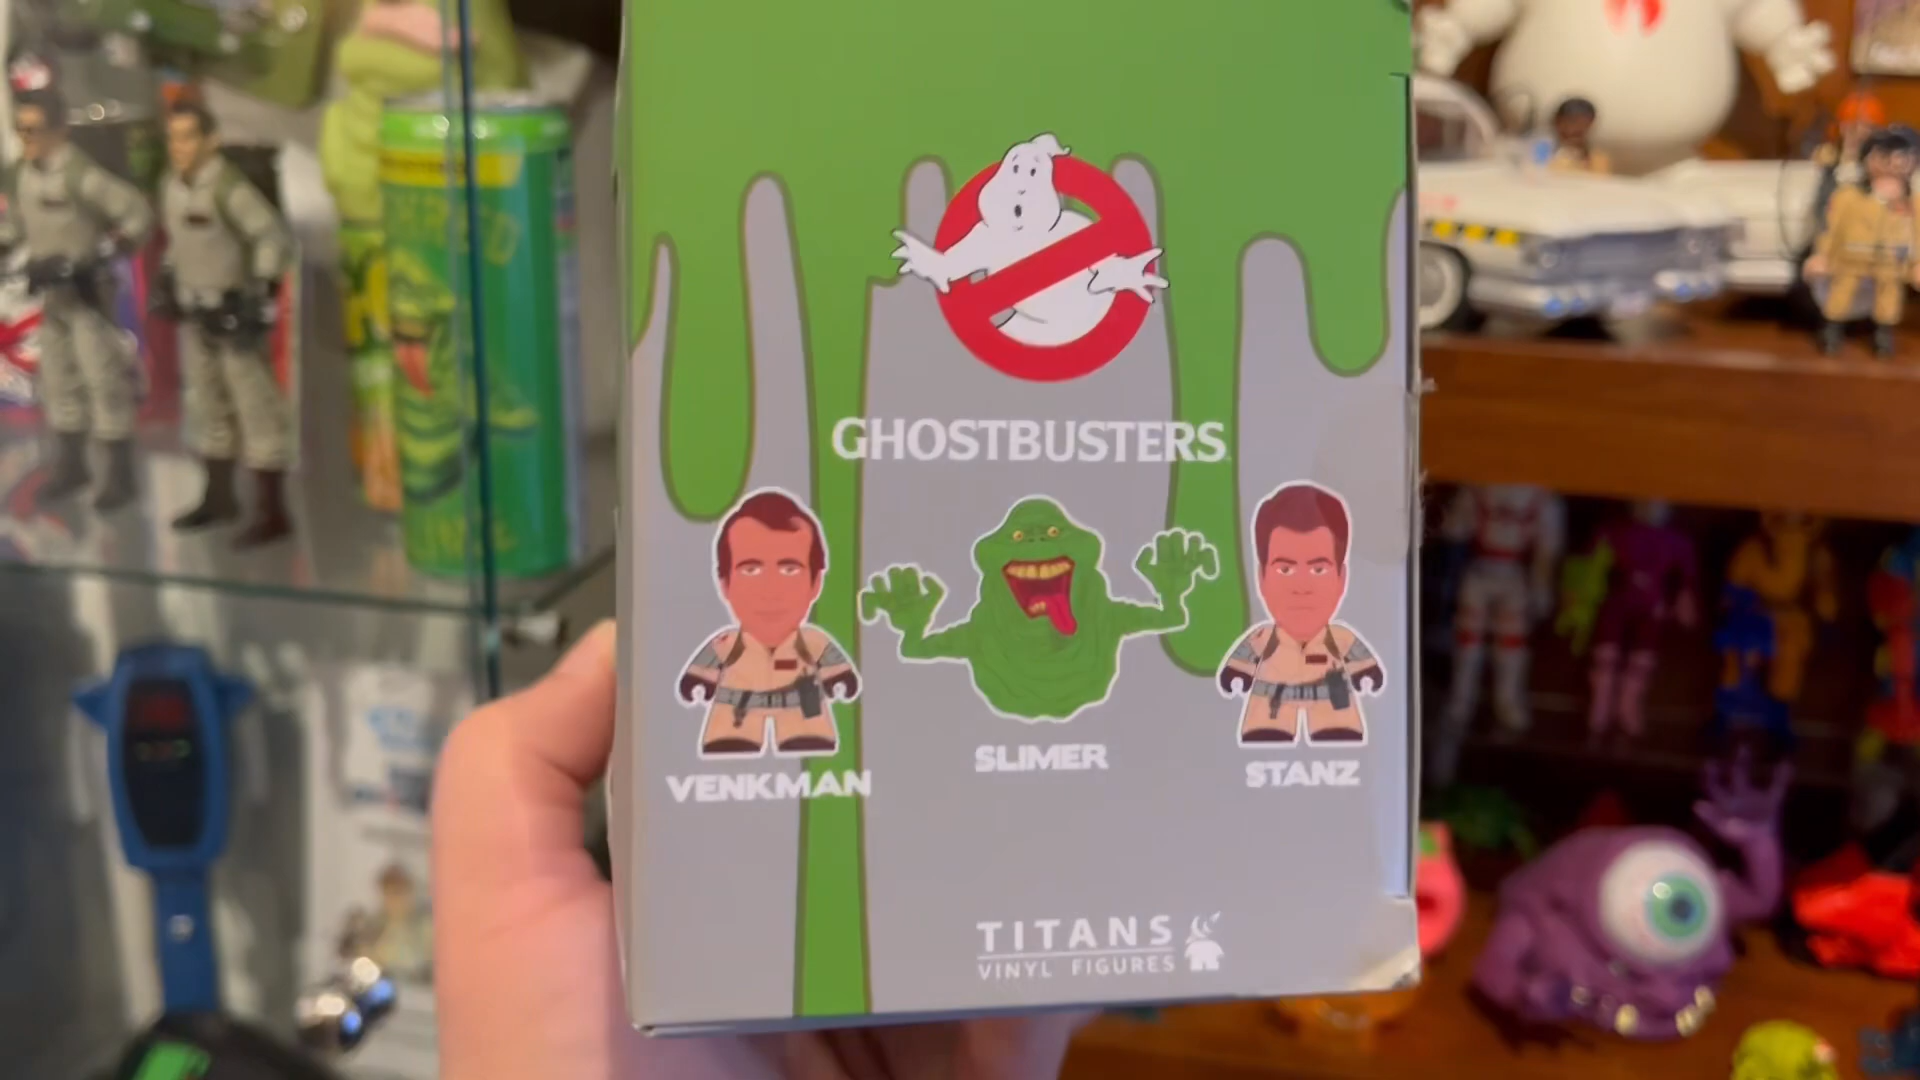 GHOSTBUSTERS
VENKMAN
SLIMER
STANZ
TITANS
VINYL FIGURES